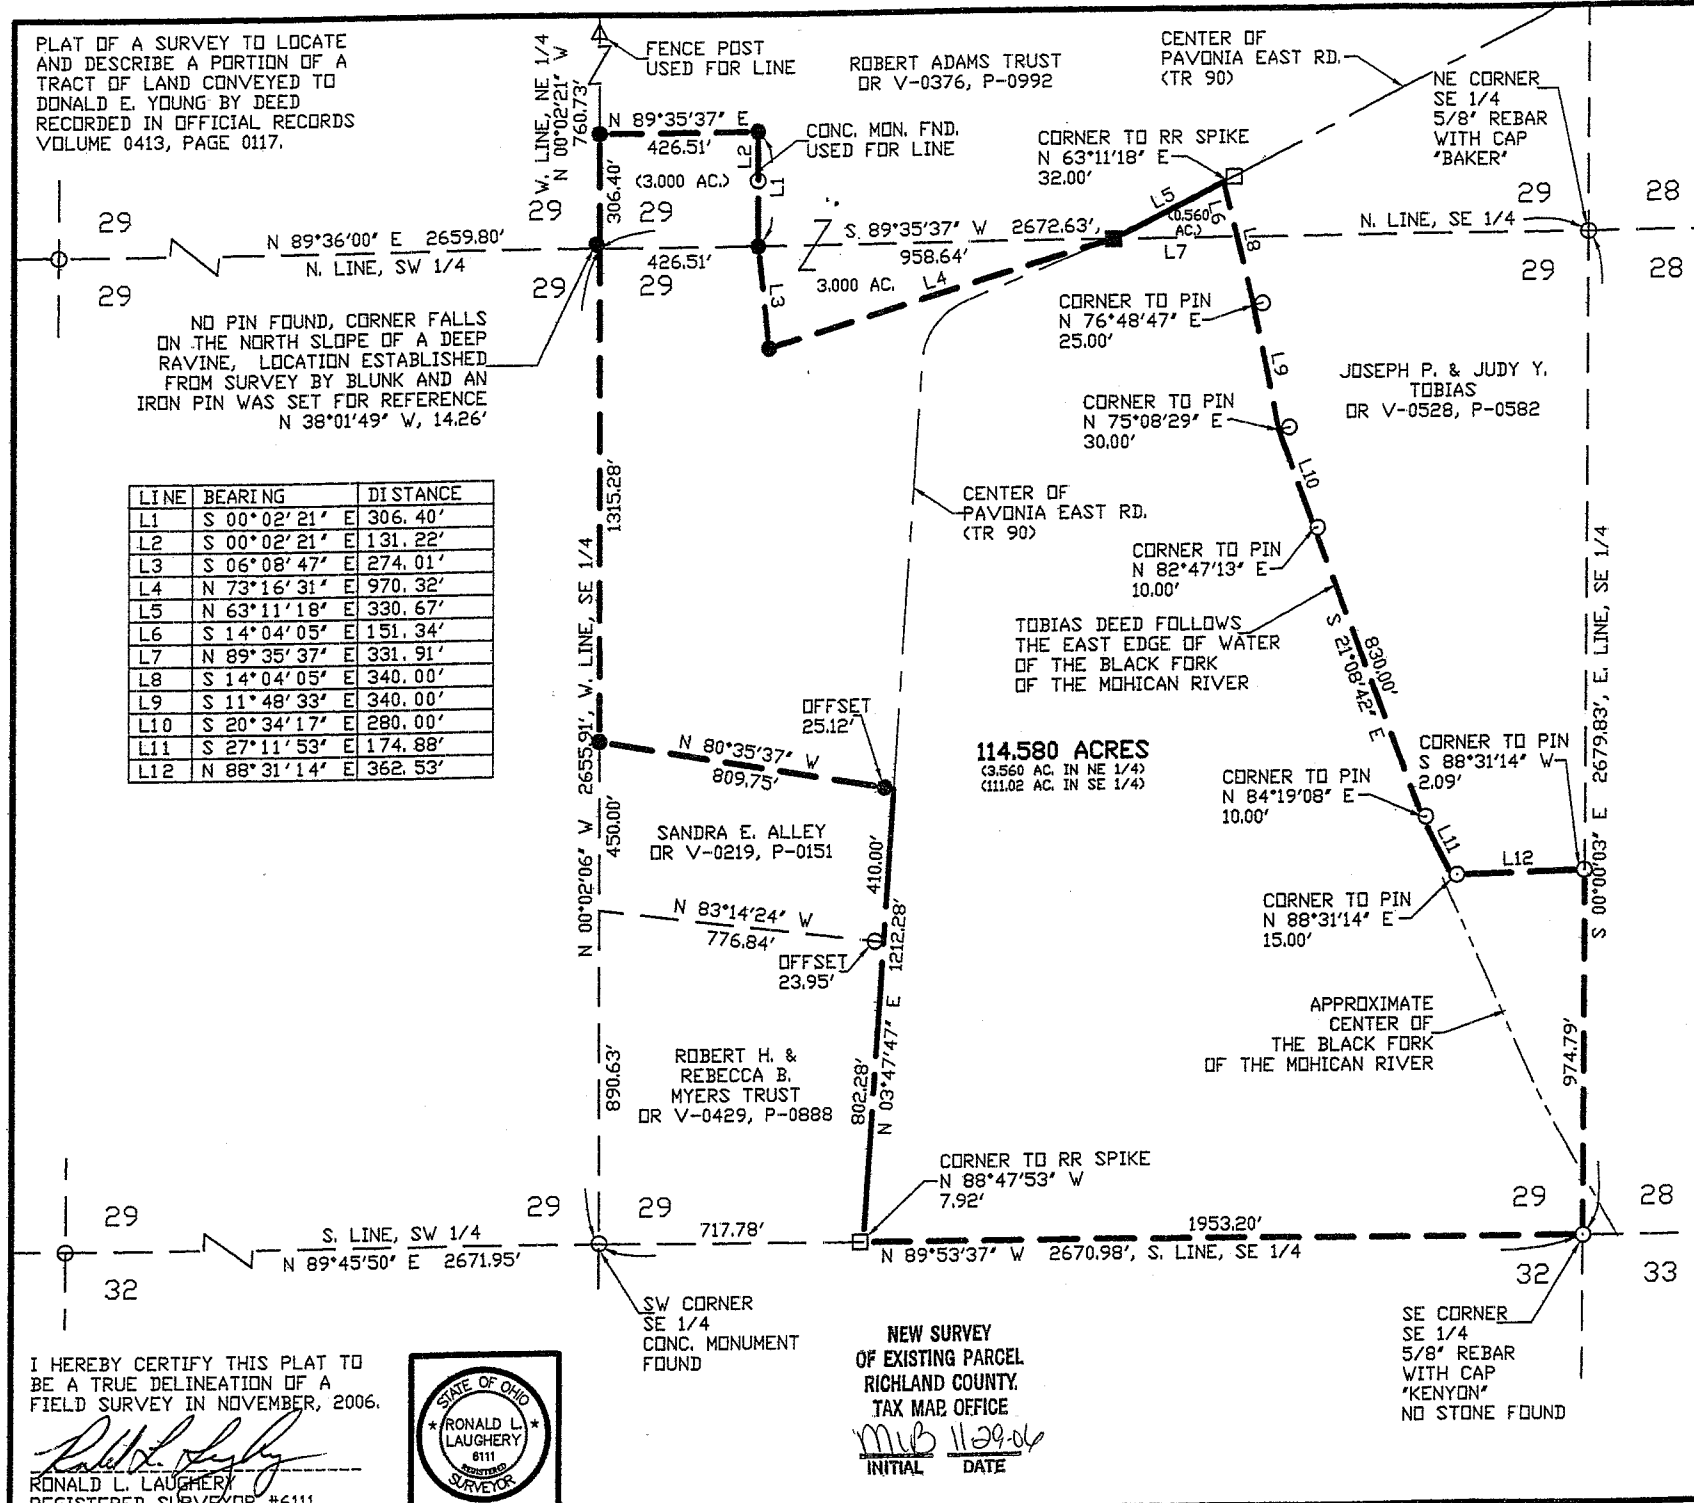 PLAT OF A SURVEY TO LOCATE
AND DESCRIBE A PORTION OF A
TRACT OF LAND CONVEYED TO
DONALD E. YOUNG BY DEED
RECORDED IN OFFICIAL RECORDS
VOLUME 0413, PAGE 0117.
W. LINE, NE 1/4
N 00°02'21" W
760.73'
FENCE POST
USED FOR LINE
ROBERT ADAMS TRUST
OR V-0376, P-0992
CENTER OF
PAVONIA EAST RD.
(TR 90)
NE CORNER
SE 1/4
5/8" REBAR
WITH CAP
"BAKER"
N 89°35'37" E
426.51'
L2
CONC. MON. FND.
USED FOR LINE
CORNER TO RR SPIKE
N 63°11'18" E
32.00'
306.40'
(3.000 AC.)
L1
L5
L6
(0.560
AC.)
29
29
29
29
28
N 89°36'00" E 2659.80'
N. LINE, SW 1/4
S 89°35'37" W 2672.63',
958.64'
N. LINE, SE 1/4
426.51'
L7
L8
29
29
29
29
28
L3
3.000 AC.
L4
NO PIN FOUND, CORNER FALLS
ON THE NORTH SLOPE OF A DEEP
RAVINE, LOCATION ESTABLISHED
FROM SURVEY BY BLUNK AND AN
IRON PIN WAS SET FOR REFERENCE
N 38°01'49" W, 14.26'
CORNER TO PIN
N 76°48'47" E
25.00'
L9
JOSEPH P. & JUDY Y.
TOBIAS
OR V-0528, P-0582
CORNER TO PIN
N 75°08'29" E
30.00'
L10
LINE BEARING DISTANCE
L1 S 00°02'21" E 306.40'
L2 S 00°02'21" E 131.22'
L3 S 06°08'47" E 274.01'
L4 N 73°16'31" E 970.32'
L5 N 63°11'18" E 330.67'
L6 S 14°04'05" E 151.34'
L7 N 89°35'37" E 331.91'
L8 S 14°04'05" E 340.00'
L9 S 11°48'33" E 340.00'
L10 S 20°34'17" E 280.00'
L11 S 27°11'53" E 174.88'
L12 N 88°31'14" E 362.53'
1315.28'
N 00°02'06" W 2655.91', W. LINE, SE 1/4
CENTER OF
PAVONIA EAST RD.
(TR 90)
CORNER TO PIN
N 82°47'13" E
10.00'
TOBIAS DEED FOLLOWS
THE EAST EDGE OF WATER
OF THE BLACK FORK
OF THE MOHICAN RIVER
830.00'
S 21°08'42" E
S 00°00'03" E 2679.83', E. LINE, SE 1/4
OFFSET
25.12'
N 80°35'37" W
809.75'
114.580 ACRES
(3.560 AC. IN NE 1/4)
(111.02 AC. IN SE 1/4)
CORNER TO PIN
S 88°31'14" W
2.09'
CORNER TO PIN
N 84°19'08" E
10.00'
450.00'
SANDRA E. ALLEY
OR V-0219, P-0151
410.00'
L11
L12
CORNER TO PIN
N 88°31'14" E
15.00'
N 83°14'24" W
776.84'
OFFSET
23.95'
N 03°47'47" E 1212.28'
APPROXIMATE
CENTER OF
THE BLACK FORK
OF THE MOHICAN RIVER
974.79'
890.63'
ROBERT H. &
REBECCA B.
MYERS TRUST
OR V-0429, P-0888
802.28'
CORNER TO RR SPIKE
N 88°47'53" W
7.92'
29
29
29
29
28
S. LINE, SW 1/4
N 89°45'50" E 2671.95'
717.78'
1953.20'
N 89°53'37" W 2670.98', S. LINE, SE 1/4
32
32
33
SW CORNER
SE 1/4
CONC. MONUMENT
FOUND
SE CORNER
SE 1/4
5/8" REBAR
WITH CAP
"KENYON"
NO STONE FOUND
NEW SURVEY
OF EXISTING PARCEL
RICHLAND COUNTY
TAX MAP OFFICE
MLB 11-29-06
INITIAL DATE
I HEREBY CERTIFY THIS PLAT TO
BE A TRUE DELINEATION OF A
FIELD SURVEY IN NOVEMBER, 2006.
RONALD L. LAUGHERY
REGISTERED SURVEYOR #6111
STATE OF OHIO
RONALD L.
LAUGHERY
6111
REGISTERED
SURVEYOR